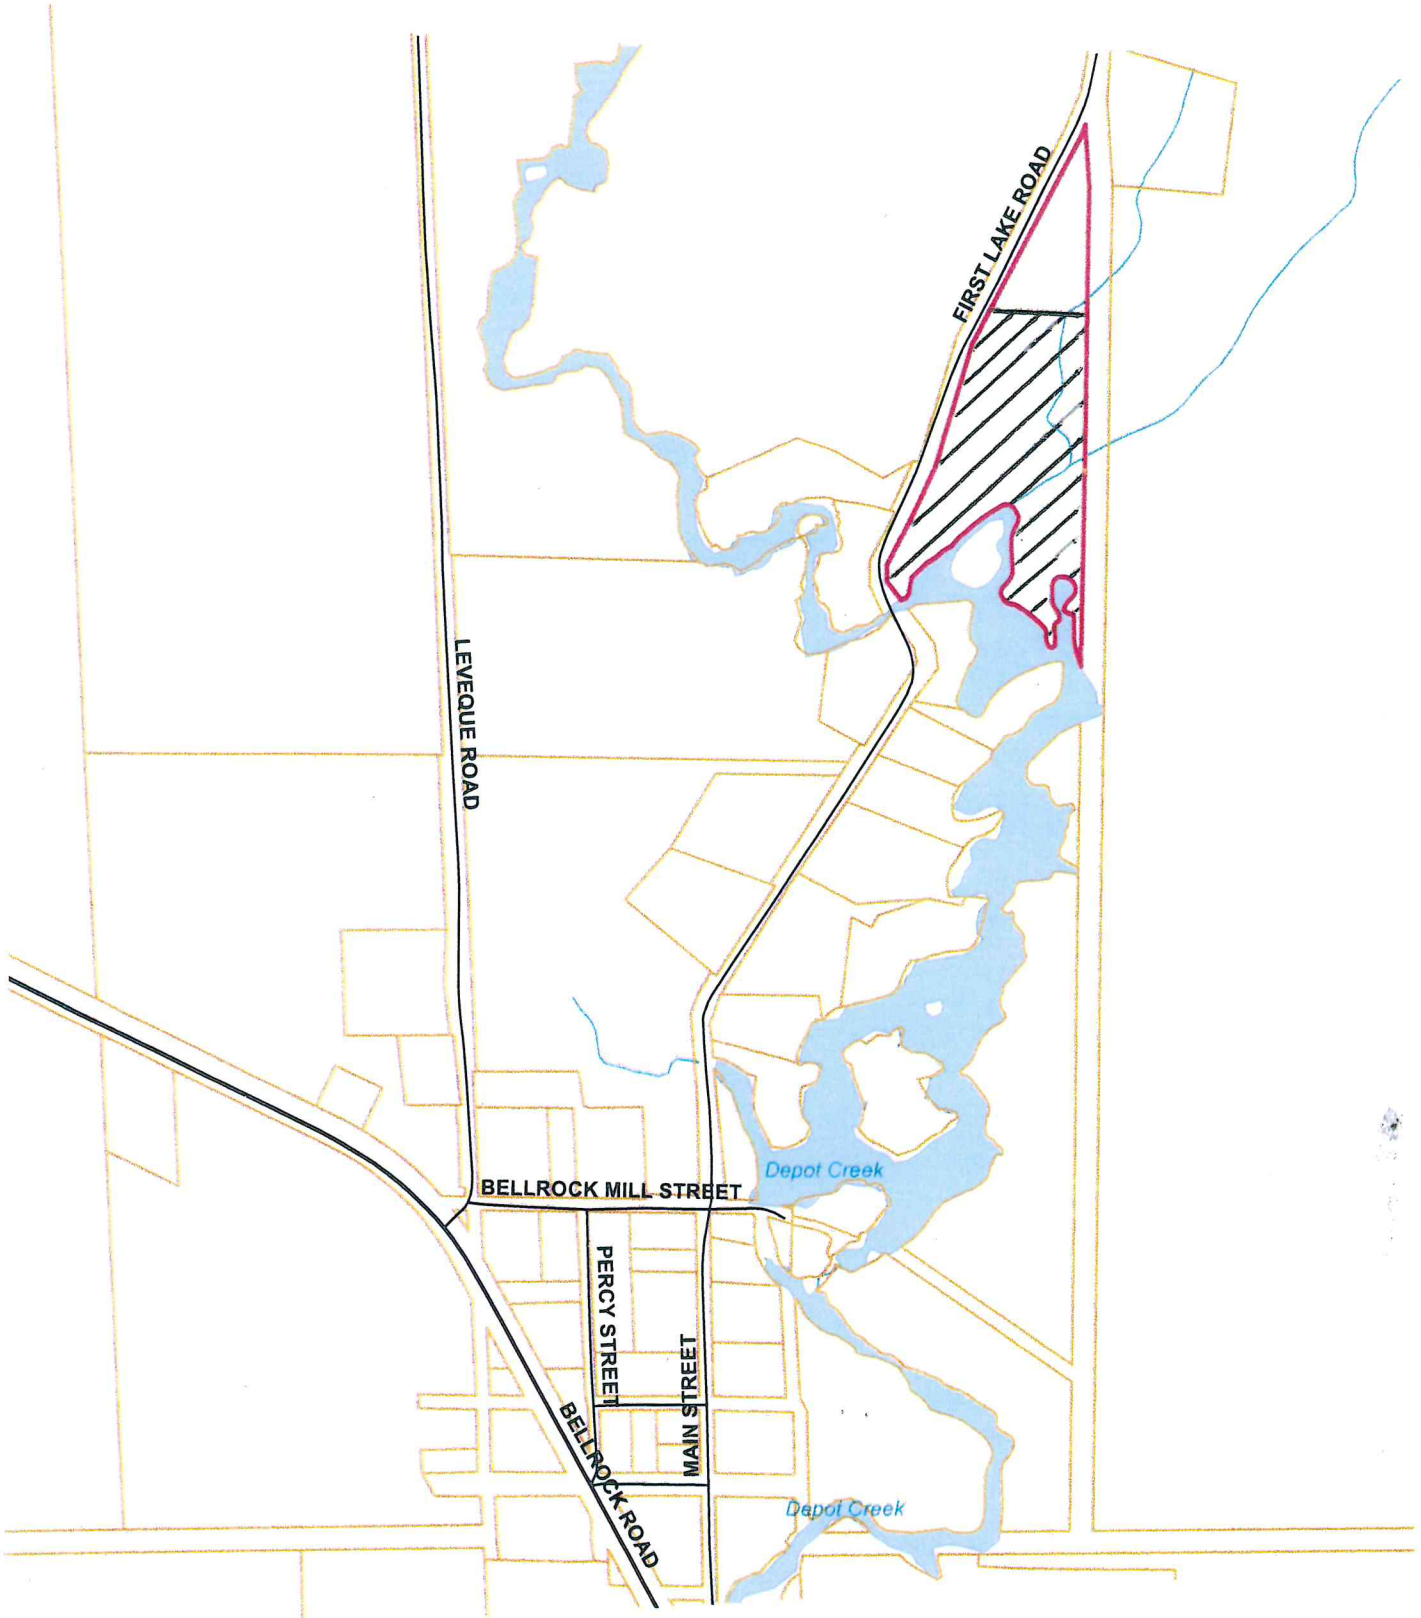 FIRST LAKE ROAD
LEVEQUE ROAD
Depot Creek
BELLROCK MILL STREET
PERCY STREET
MAIN STREET
BELLROCK ROAD
Depot Creek